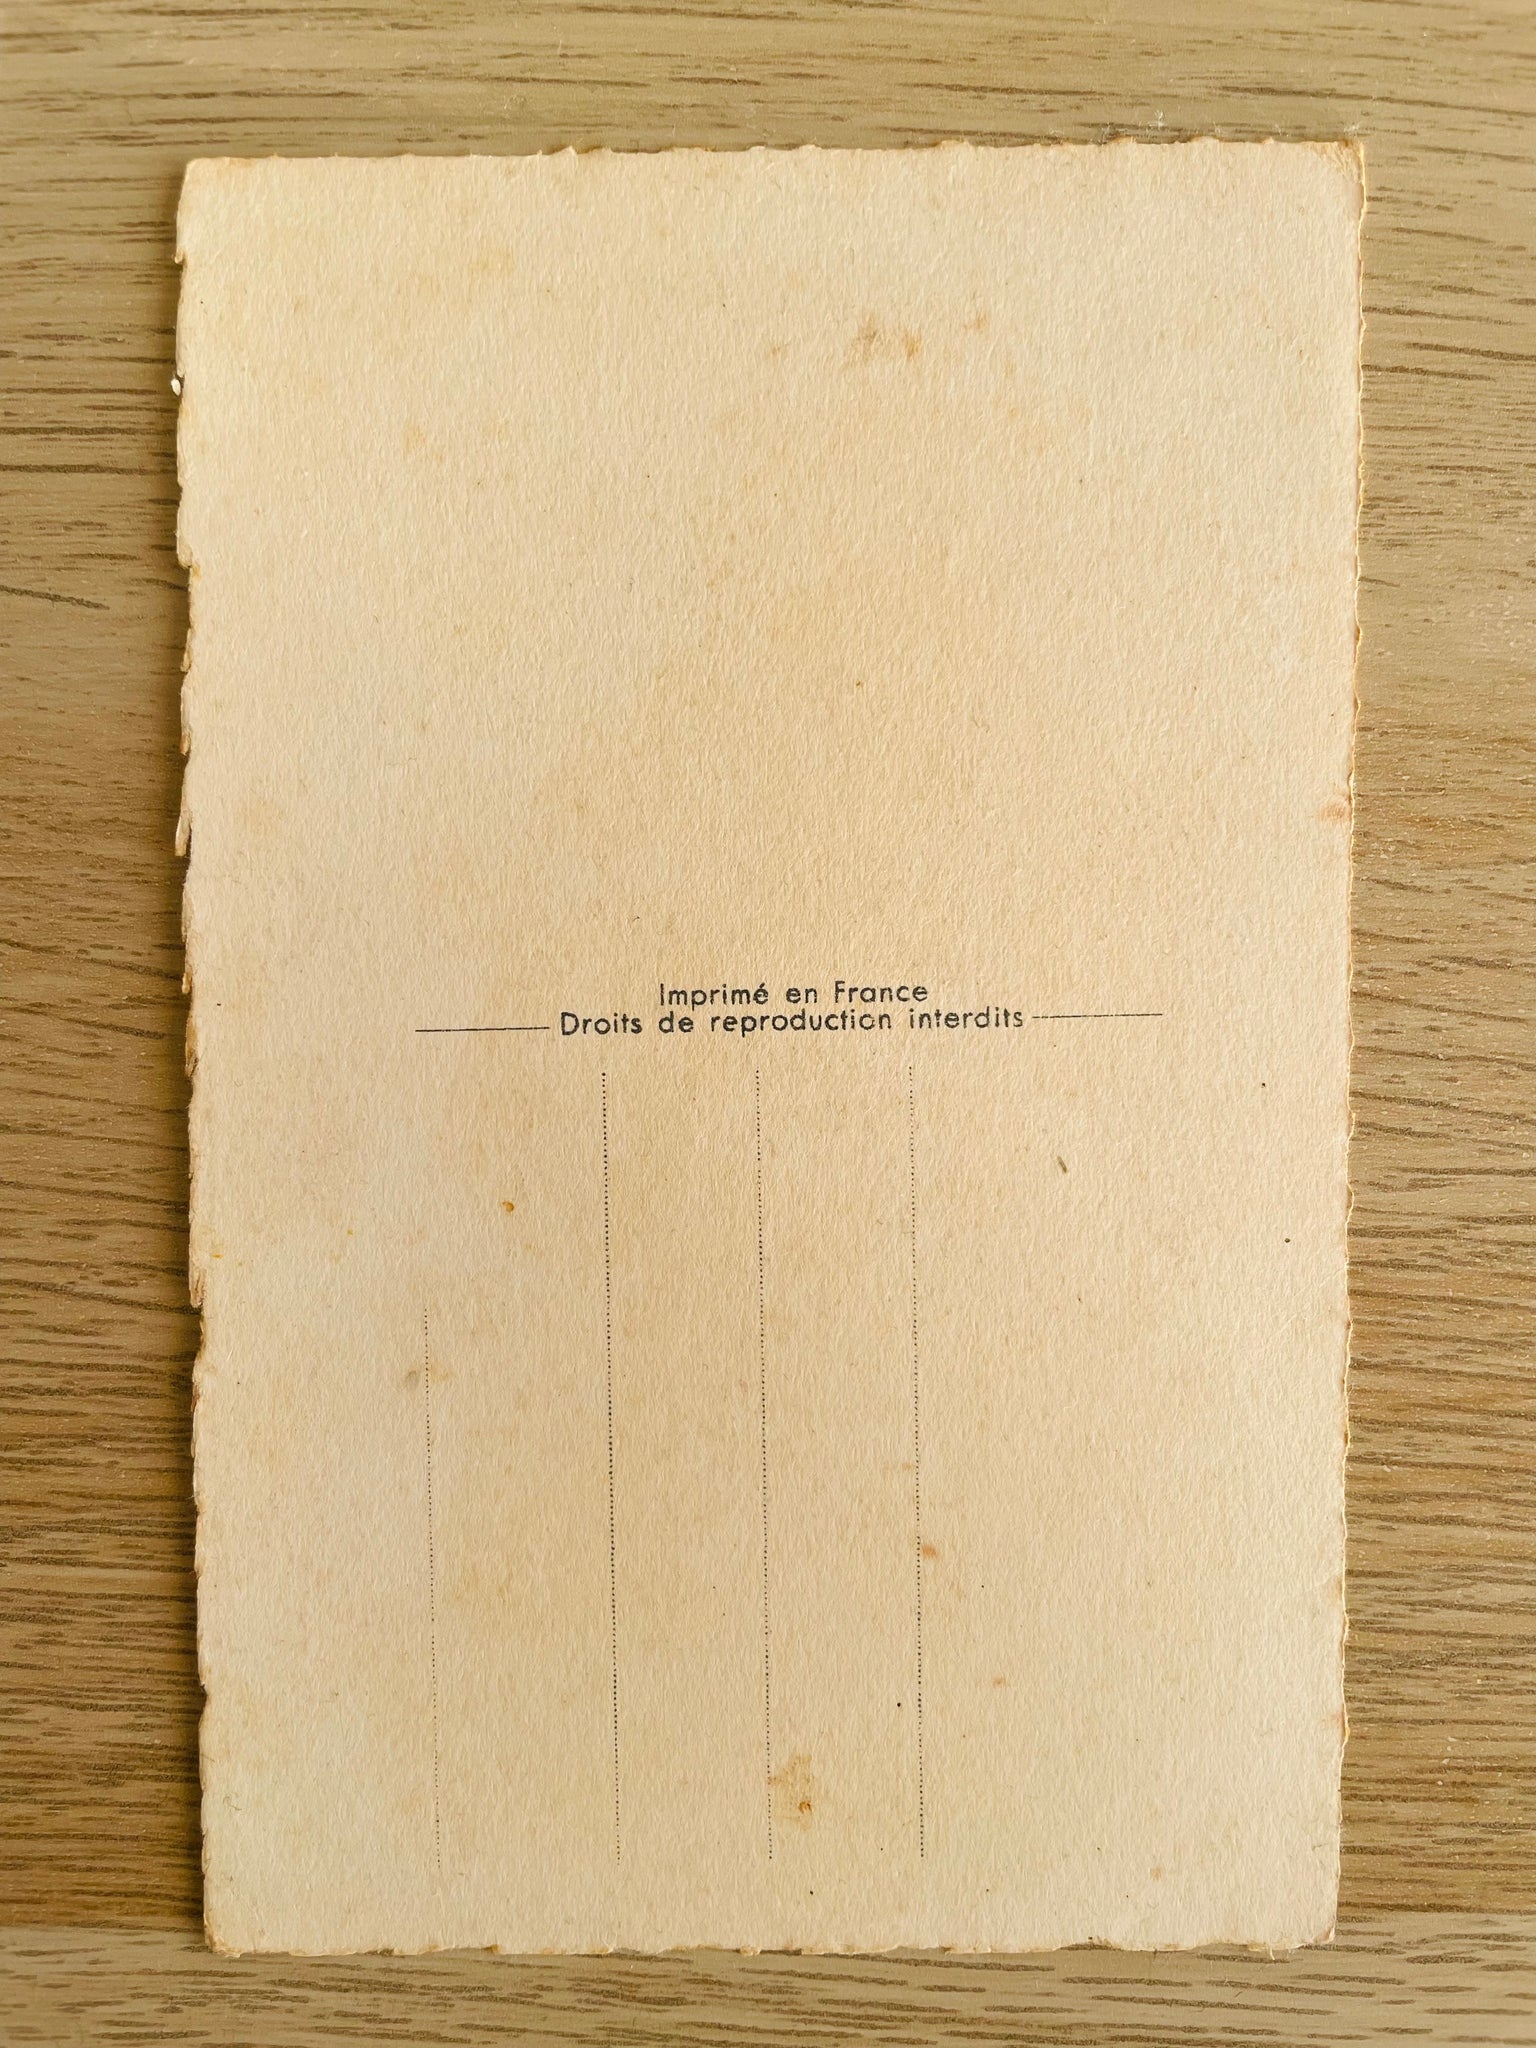 Imprimé en France
Droits de reproduction interdits